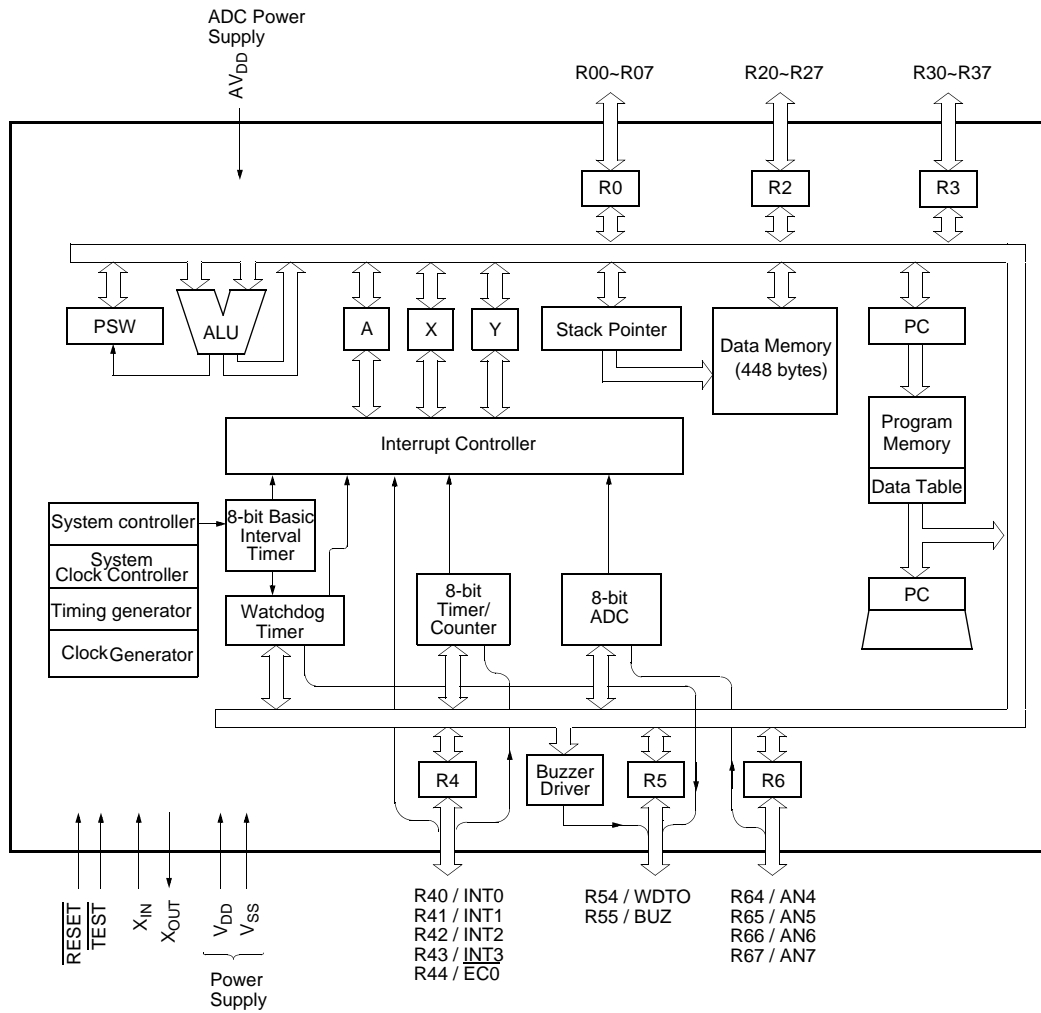 ADC Power
Supply
AVDD
R00~R07
R20~R27
R30~R37
R0
R2
R3
PSW
ALU
A
X
Y
Stack Pointer
Data Memory
(448 bytes)
PC
Interrupt Controller
Program
Memory
Data Table
System controller
System
Clock Controller
Timing generator
Clock Generator
8-bit Basic
Interval
Timer
Watchdog
Timer
8-bit
Timer/
Counter
8-bit
ADC
PC
R4
Buzzer
Driver
R5
R6
RESET
TEST
XIN
XOUT
VDD
VSS
Power
Supply
R40 / INT0
R41 / INT1
R42 / INT2
R43 / INT3
R44 / EC0
R54 / WDTO
R55 / BUZ
R64 / AN4
R65 / AN5
R66 / AN6
R67 / AN7